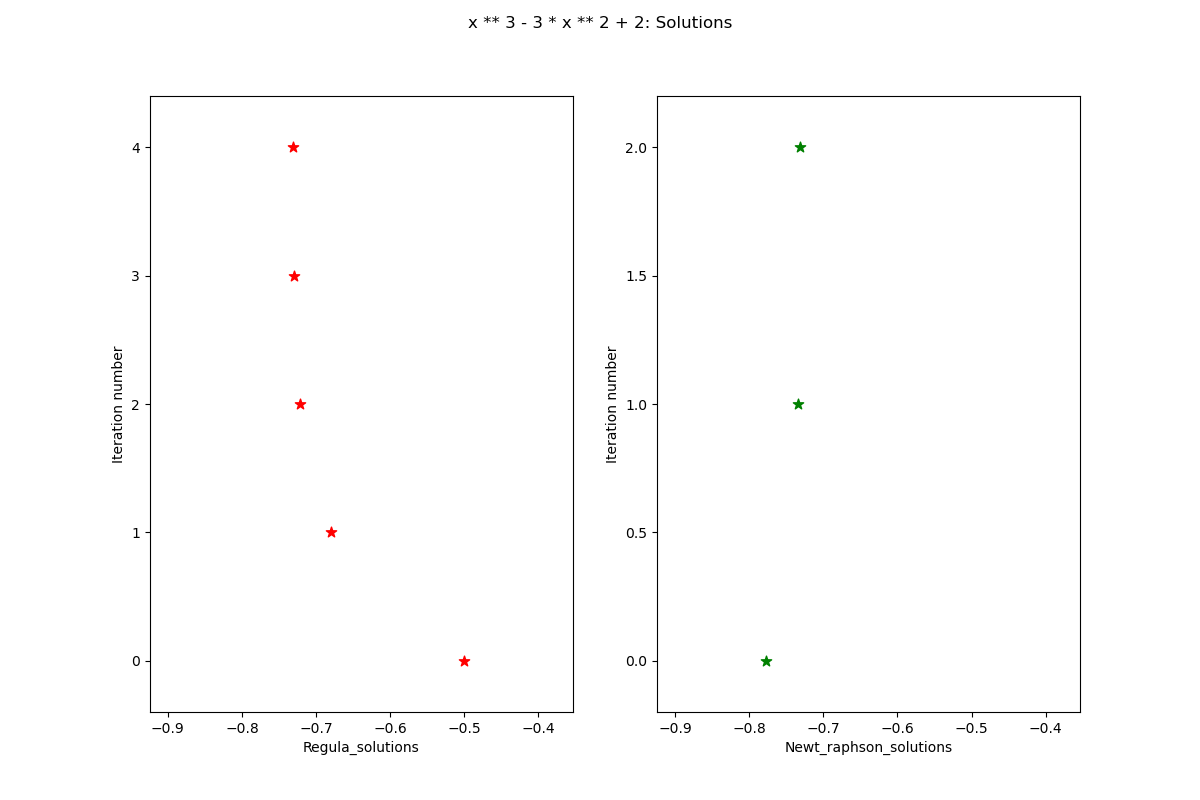 x ** 3 - 3 * x ** 2 + 2: Solutions
4
3
2
1
0
Iteration number
−0.9 −0.8 −0.7 −0.6 −0.5 −0.4
Regula_solutions
2.0
1.5
1.0
0.5
0.0
Iteration number
−0.9 −0.8 −0.7 −0.6 −0.5 −0.4
Newt_raphson_solutions